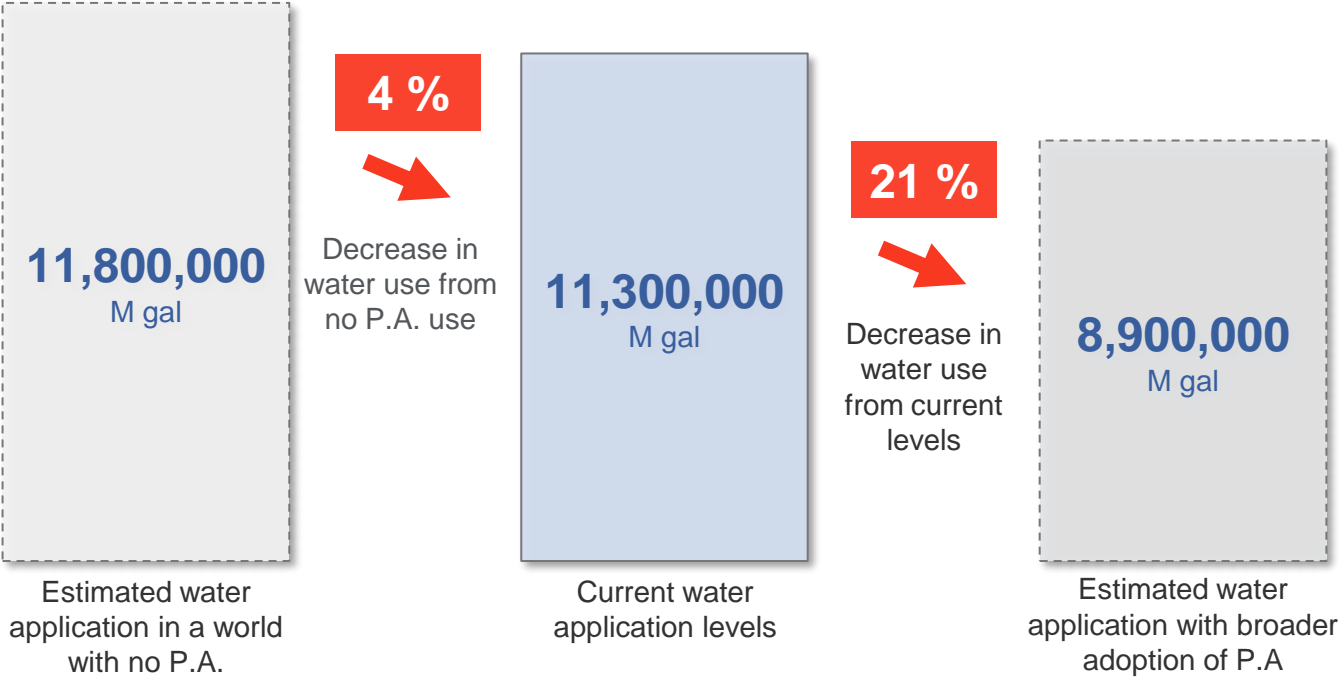 11,800,000
M gal
Estimated water
application in a world
with no P.A.
4 %
Decrease in
water use from
no P.A. use
11,300,000
M gal
Current water
application levels
21 %
Decrease in
water use
from current
levels
8,900,000
M gal
Estimated water
application with broader
adoption of P.A